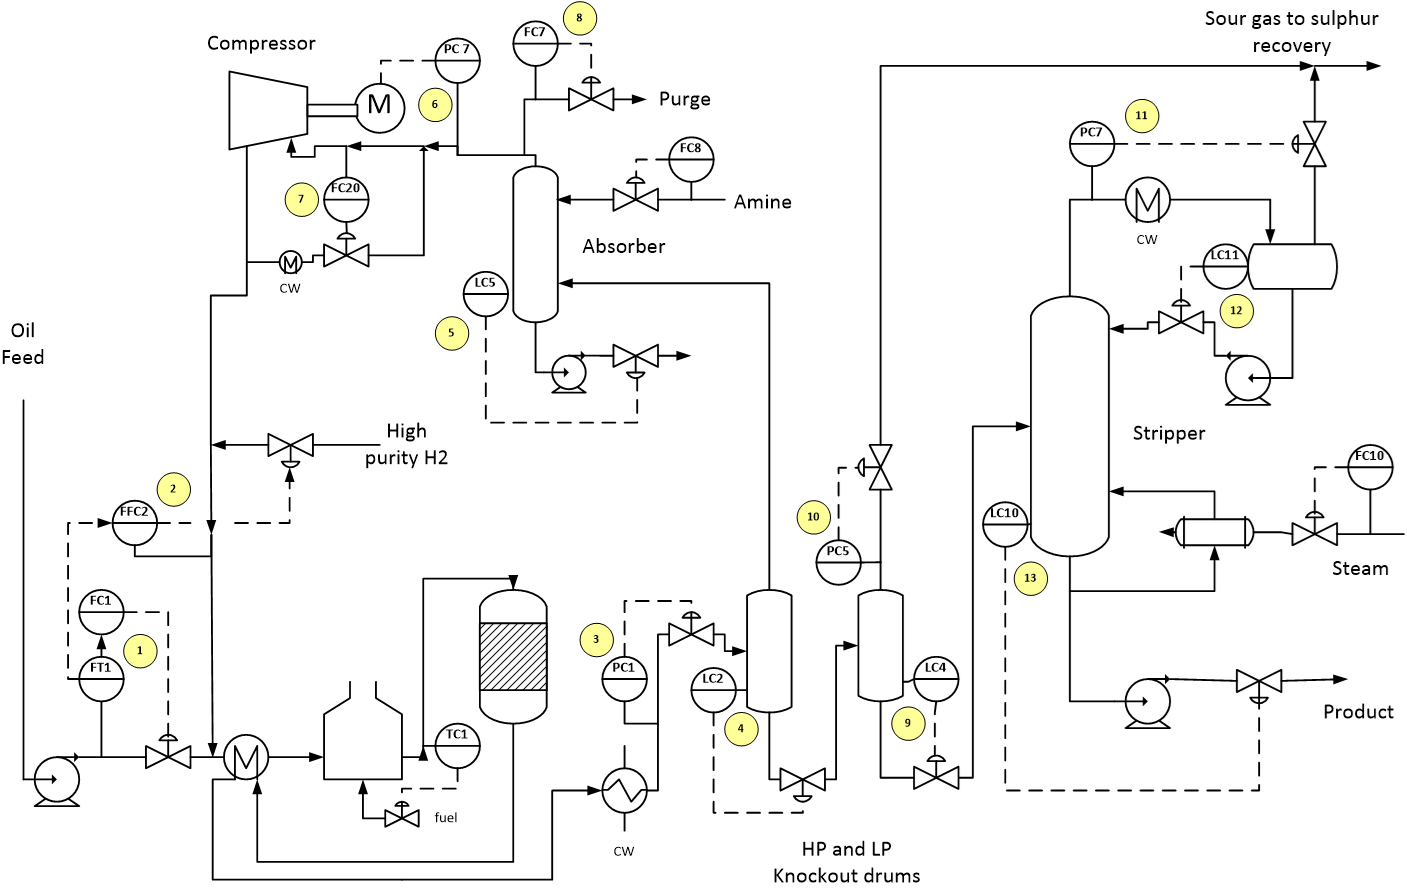 Sour gas to sulphur
recovery
8
FC7
Compressor
PC 7
M
6
Purge
11
PC7
FC8
7
FC20
Amine
M
CW
M
CW
Absorber
LC11
LC5
12
5
Oil
Feed
High
purity H2
Stripper
FC10
2
FFC2
10
LC10
PC5
Steam
13
FC1
3
1
FT1
PC1
LC2
LC4
4
9
Product
TC1
M
fuel
CW
HP and LP
Knockout drums